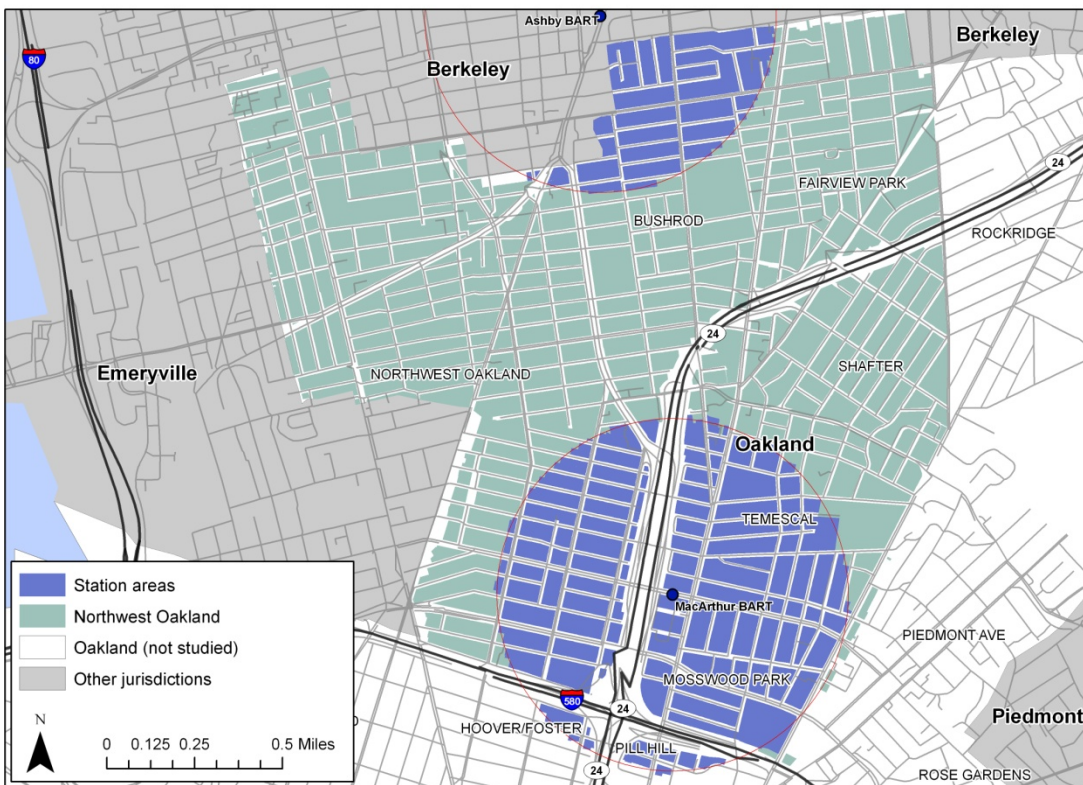 Ashby BART
80
Berkeley
Berkeley
24
FAIRVIEW PARK
BUSHROD
ROCKRIDGE
24
Emeryville
NORTHWEST OAKLAND
SHAFTER
Oakland
TEMESCAL
Station areas
Northwest Oakland
Oakland (not studied)
Other jurisdictions
MacArthur BART
PIEDMONT AVE
MOSSWOOD PARK
580
24
Piedmont
HOOVER/FOSTER
PILL HILL
24
ROSE GARDENS
N
0 0.125 0.25 0.5 Miles